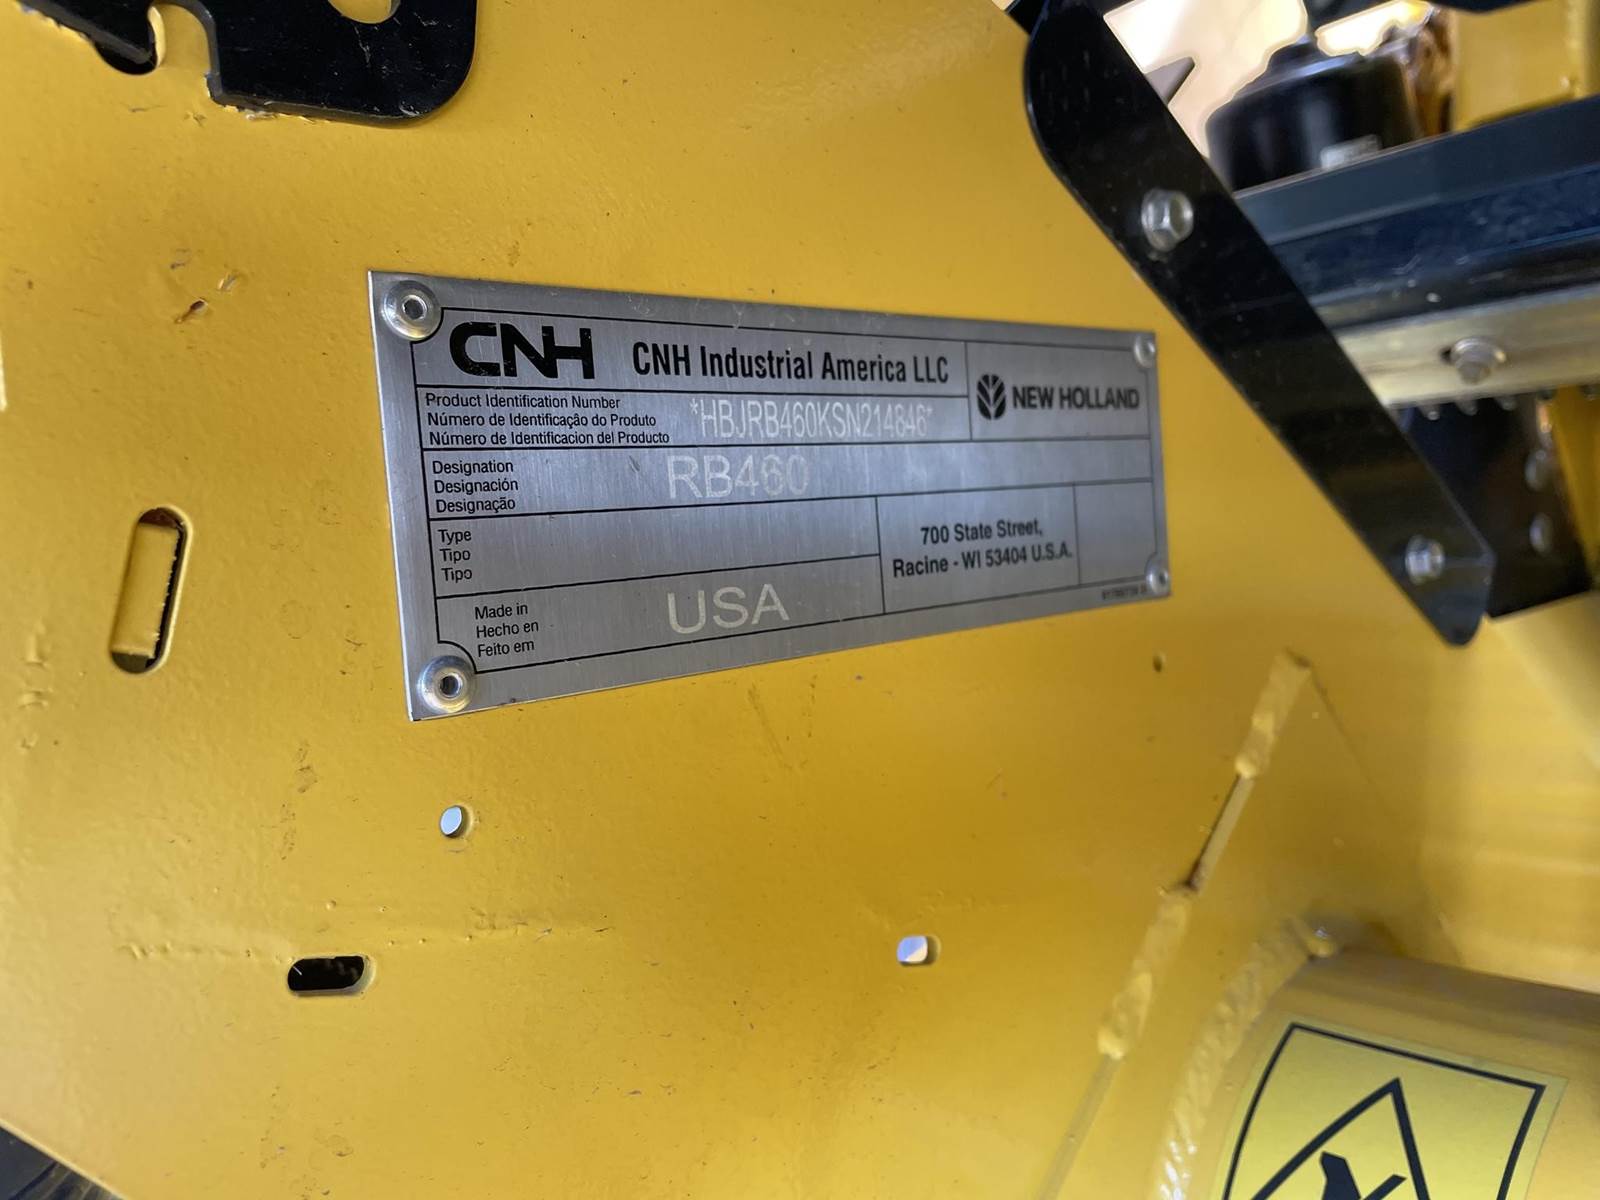 CNH CNH Industrial America LLC
NEW HOLLAND
Product Identification Number
Número de Identificação do Produto
Número de Identificacion del Producto
*HBJRB460KSN214846*
Designation
Designación
Designação
RB460
Type
Tipo
Tipo
700 State Street,
Racine - WI 53404 U.S.A.
Made in
Hecho en
Feito em
USA